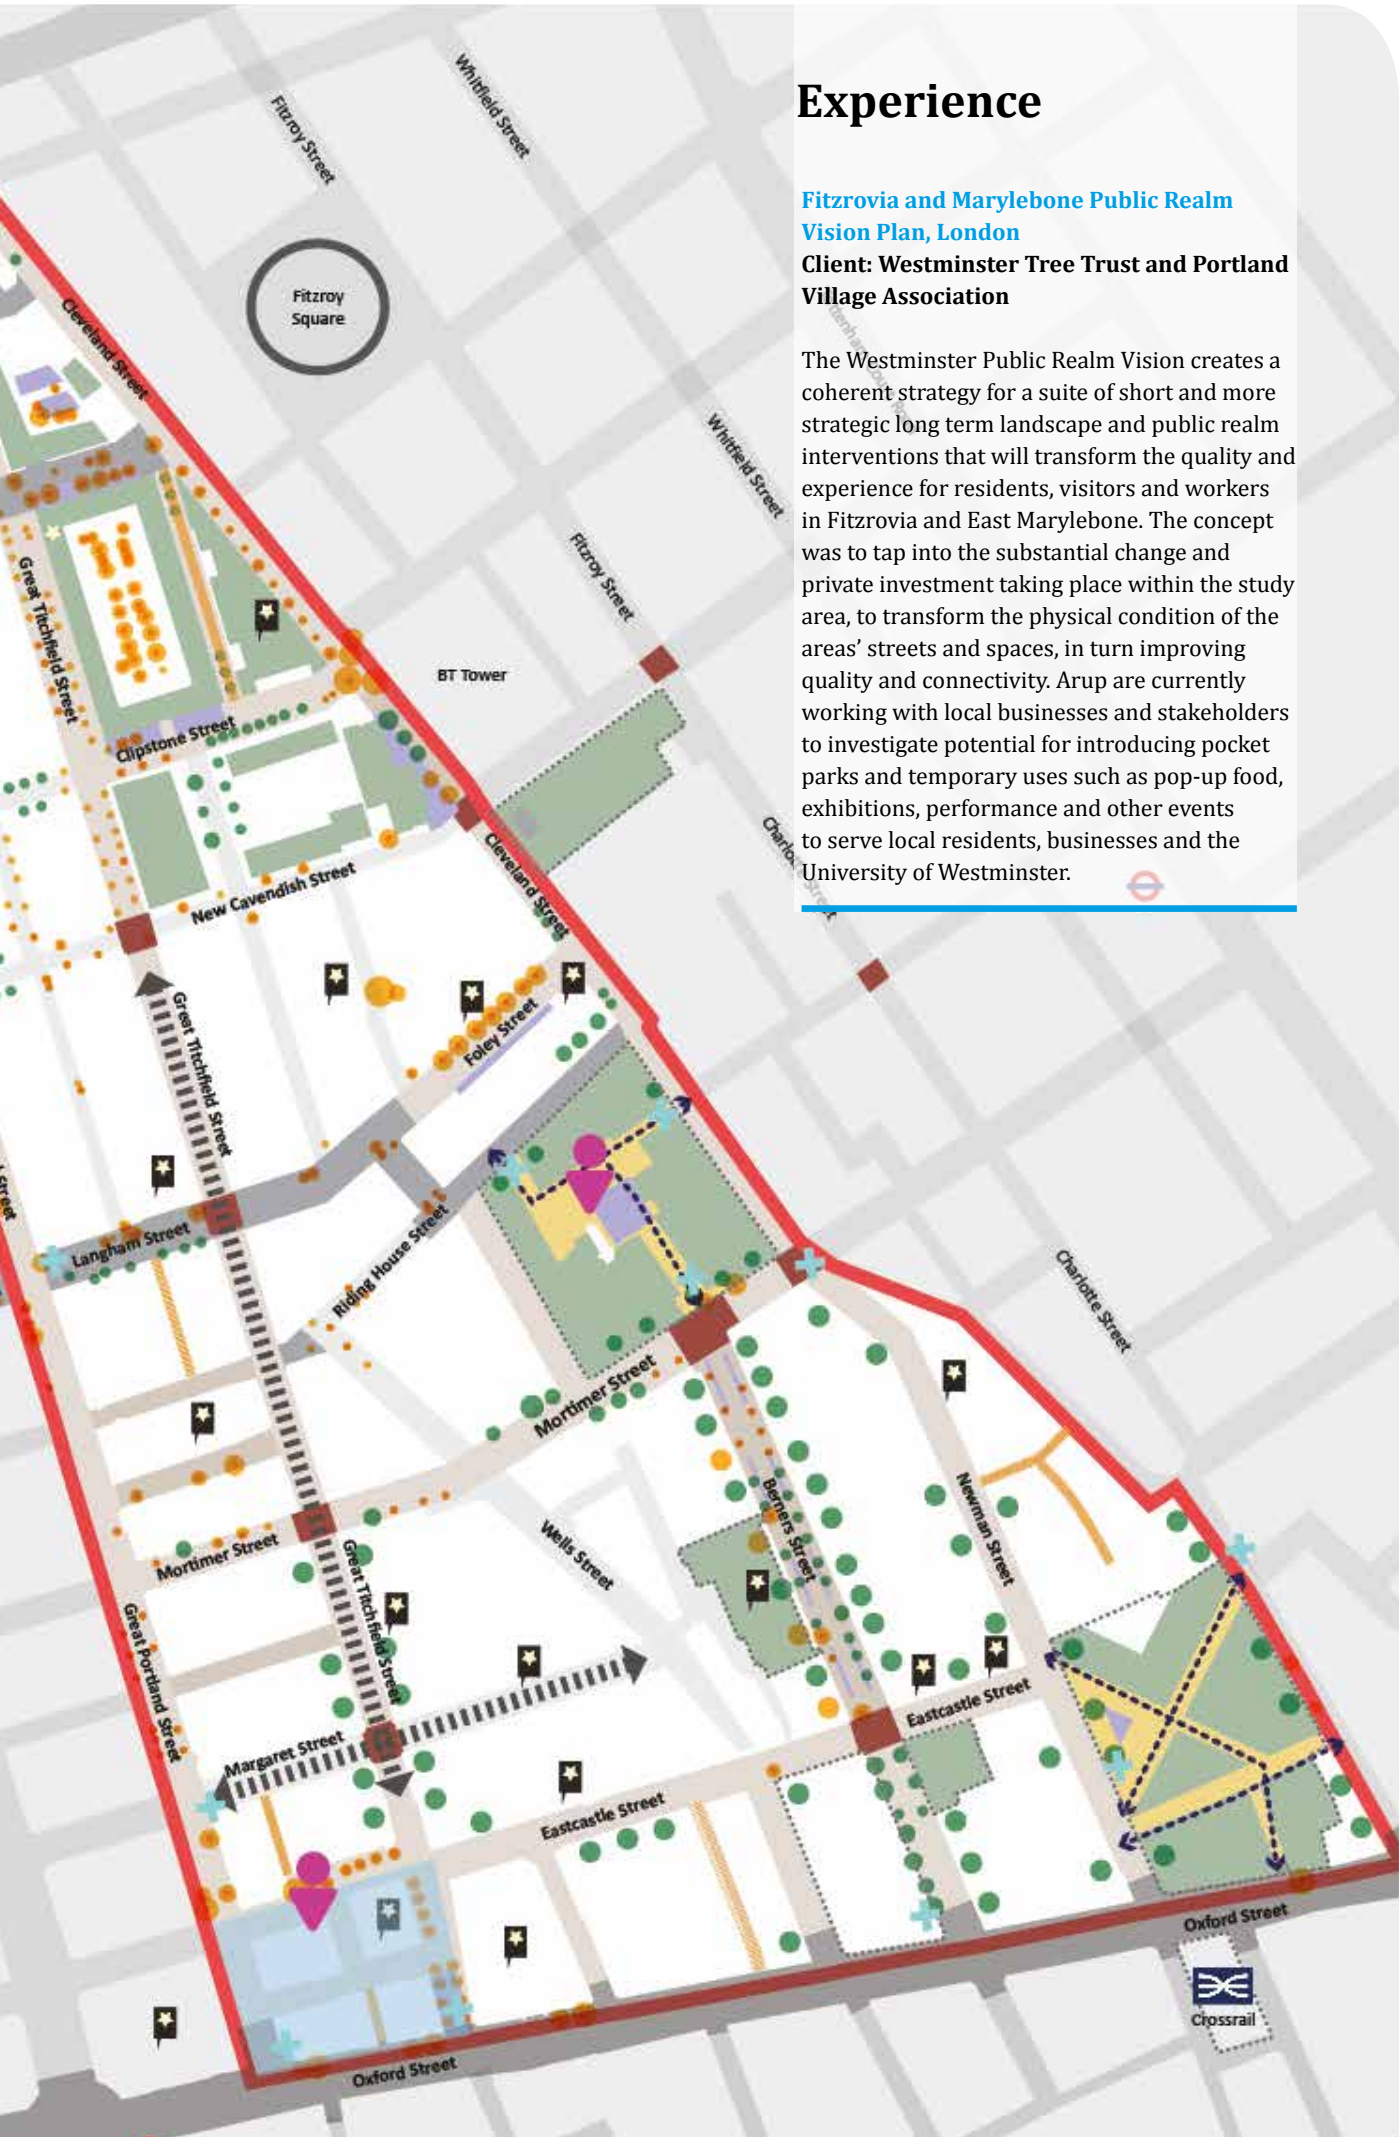 Experience
Fitzrovia and Marylebone Public Realm
Vision Plan, London
Client: Westminster Tree Trust and Portland
Village Association
The Westminster Public Realm Vision creates a
coherent strategy for a suite of short and more
strategic long term landscape and public realm
interventions that will transform the quality and
experience for residents, visitors and workers
in Fitzrovia and East Marylebone. The concept
was to tap into the substantial change and
private investment taking place within the study
area, to transform the physical condition of the
areas’ streets and spaces, in turn improving
quality and connectivity. Arup are currently
working with local businesses and stakeholders
to investigate potential for introducing pocket
parks and temporary uses such as pop-up food,
exhibitions, performance and other events
to serve local residents, businesses and the
University of Westminster.
Whitfield Street
Fitzroy Street
Fitzroy
Square
Cleveland Street
Whitfield Street
Fitzroy Street
Great Titchfield Street
BT Tower
Clipstone Street
Charlotte Street
New Cavendish Street
Cleveland Street
Great Titchfield Street
Foley Street
Street
Langham Street
Riding House Street
Charlotte Street
Mortimer Street
Berners Street
Newman Street
Mortimer Street
Wells Street
Great Titchfield Street
Great Portland Street
Eastcastle Street
Margaret Street
Eastcastle Street
Oxford Street
Crossrail
Oxford Street